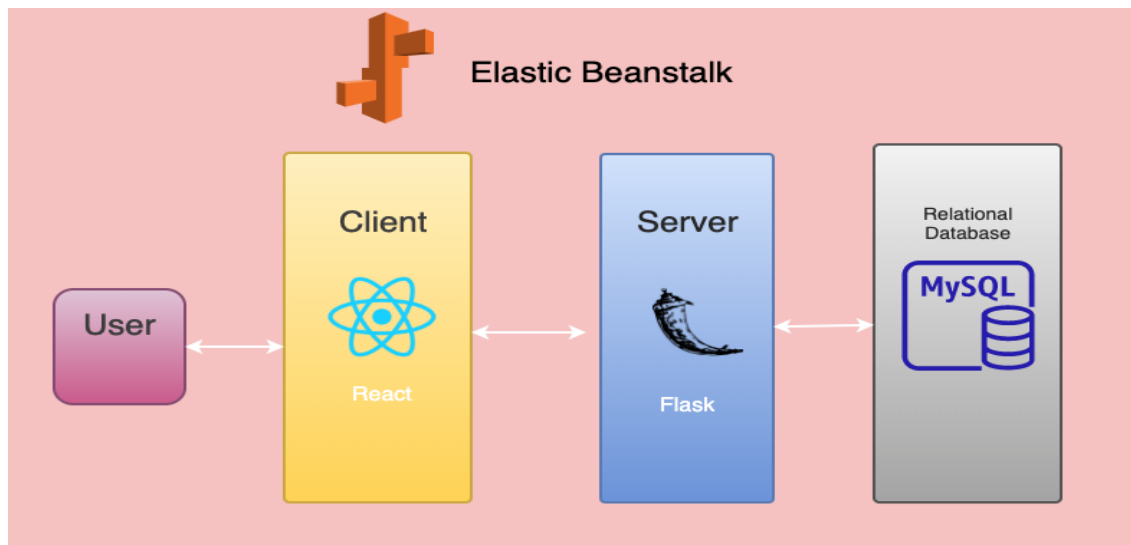 Elastic Beanstalk
User
Client
React
Server
Flask
Relational
Database
MySQL